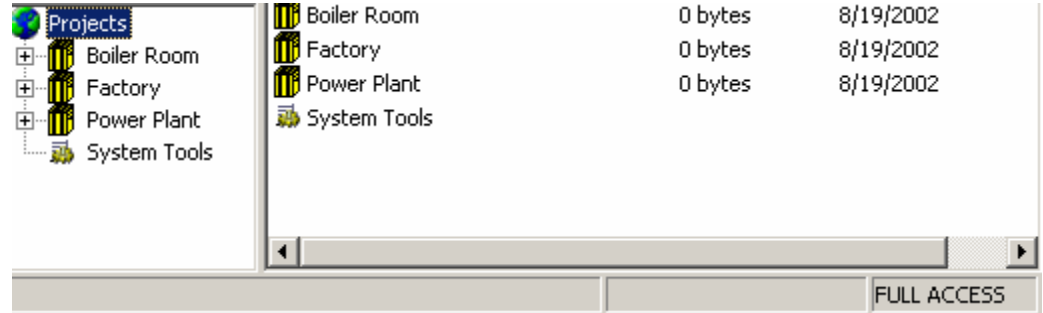 Projects
Boiler Room
Factory
Power Plant
System Tools
Boiler Room 0 bytes 8/19/2002
Factory 0 bytes 8/19/2002
Power Plant 0 bytes 8/19/2002
System Tools
FULL ACCESS